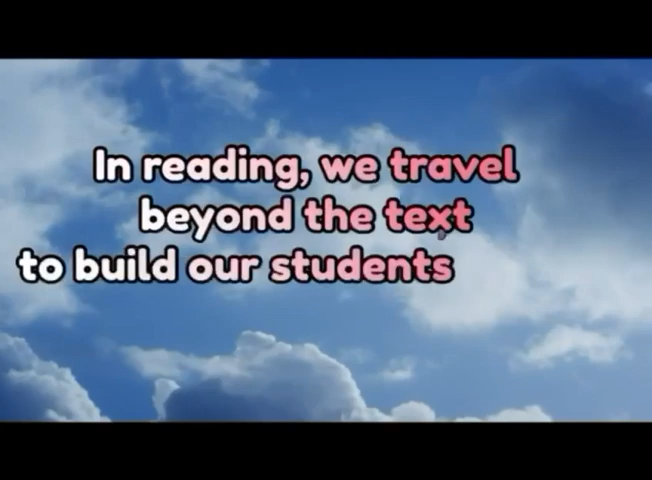 In reading, we travel
beyond the text
to build our students